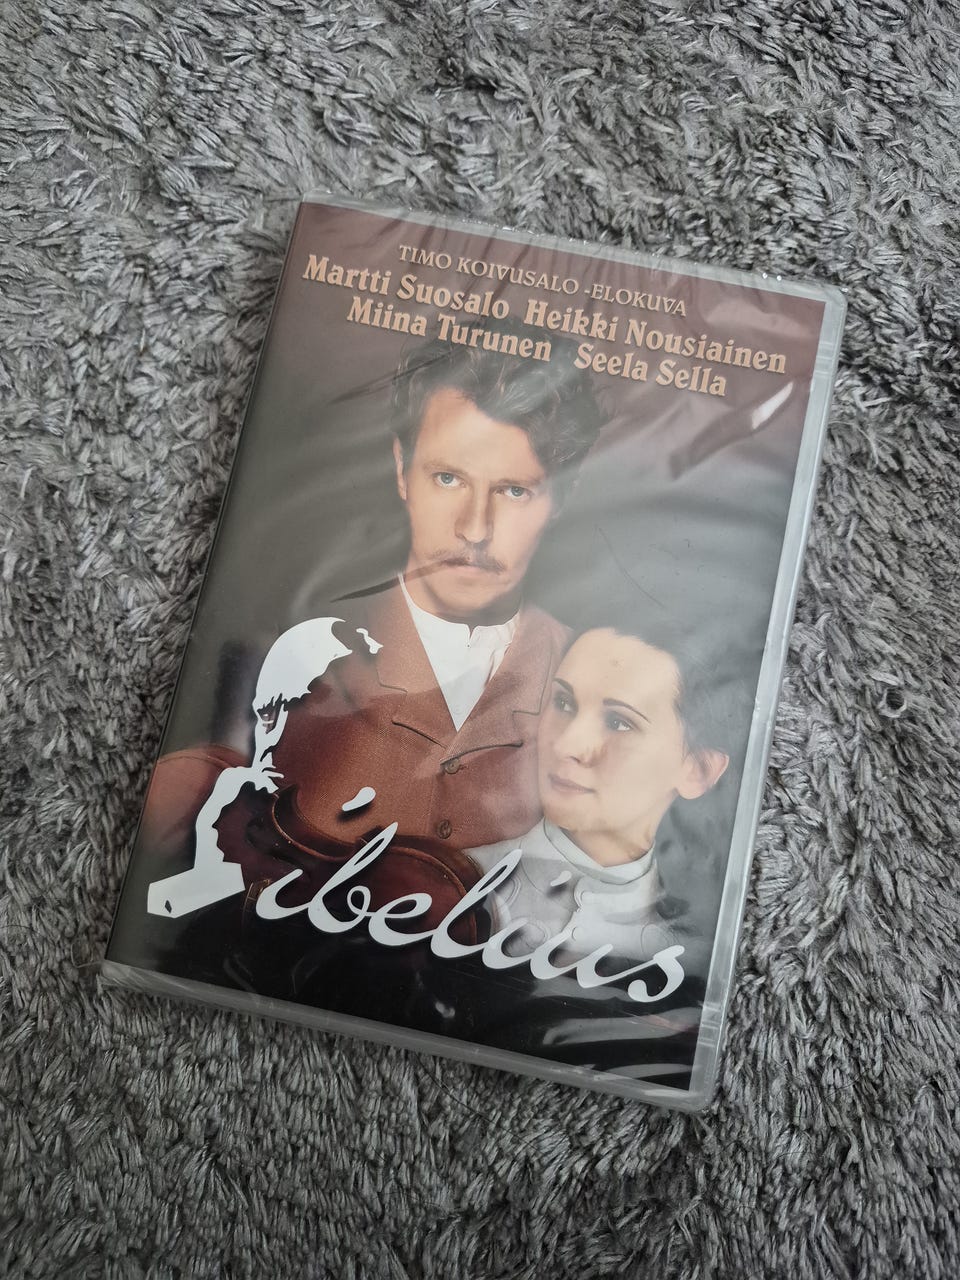 TIMO KOIVUSALO -ELOKUVA
Martti Suosalo Heikki Nousiainen
Miina Turunen Seela Sella
Sibelius